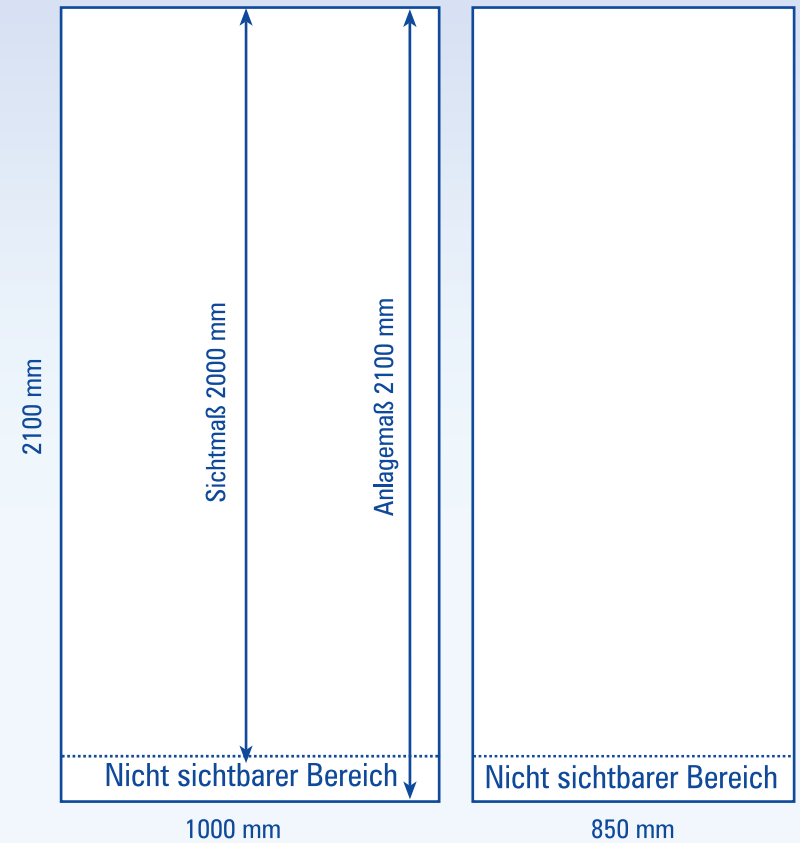 2100 mm
Sichtmaß 2000 mm
Anlagemaß 2100 mm
Nicht sichtbarer Bereich
1000 mm
Nicht sichtbarer Bereich
850 mm